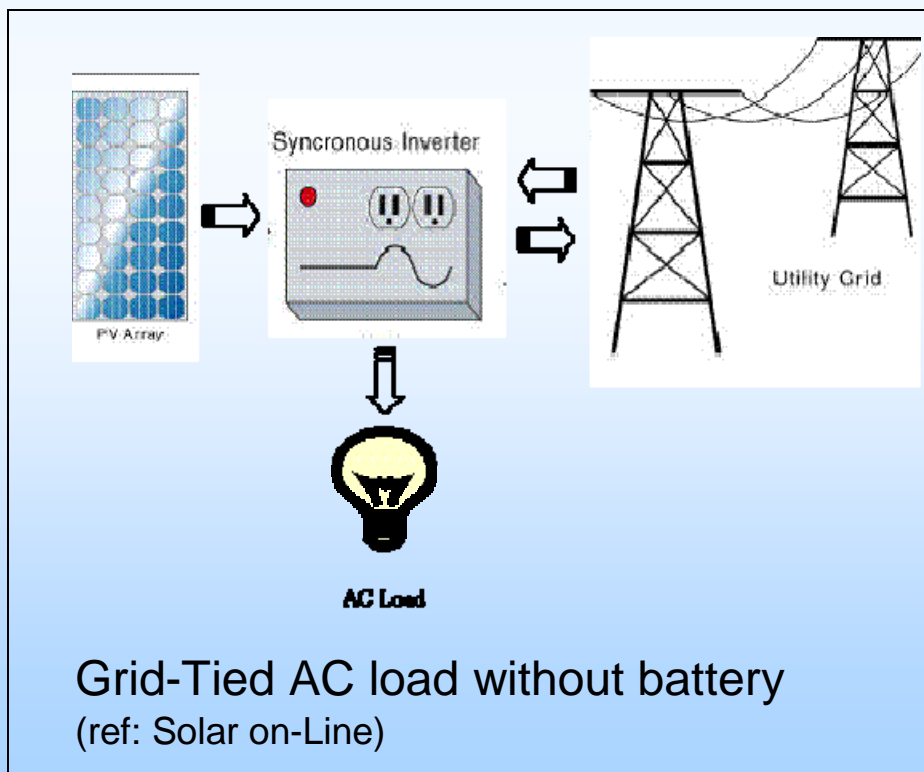 Syncronous Inverter
Utility Grid
PV Array
AC Load
Grid-Tied AC load without battery
(ref: Solar on-Line)